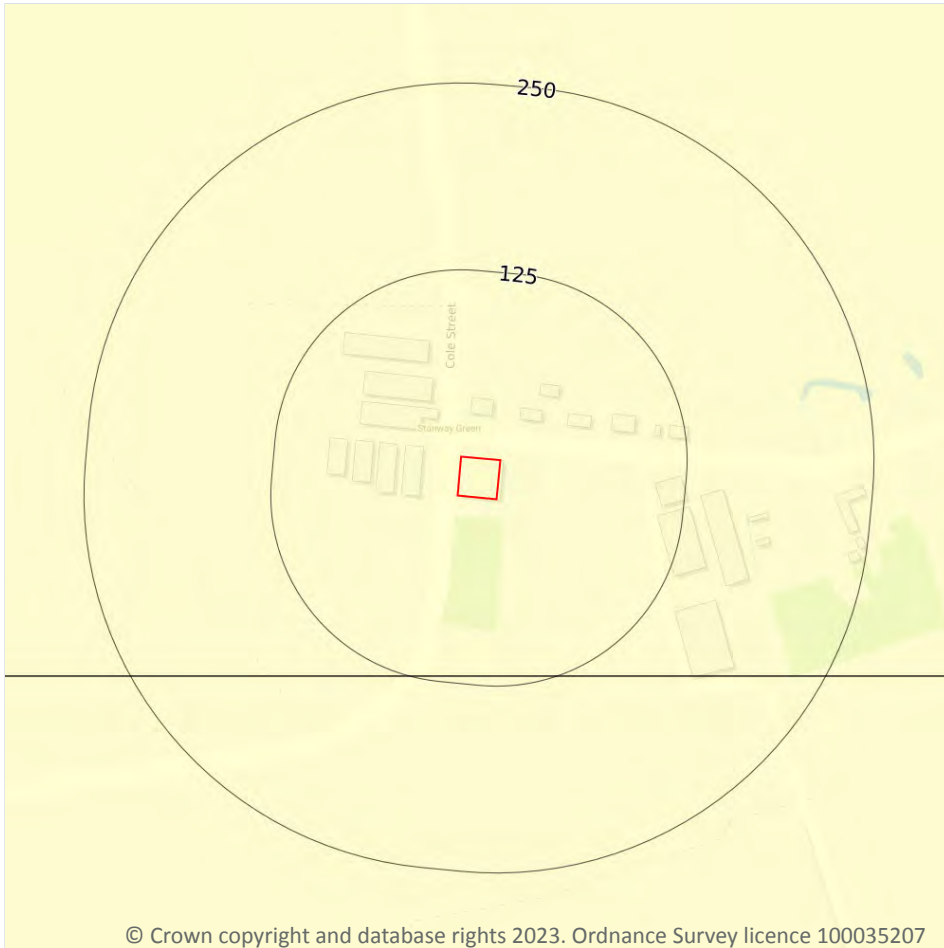 250
125
Cole Street
Stanway Green
© Crown copyright and database rights 2023. Ordnance Survey licence 100035207